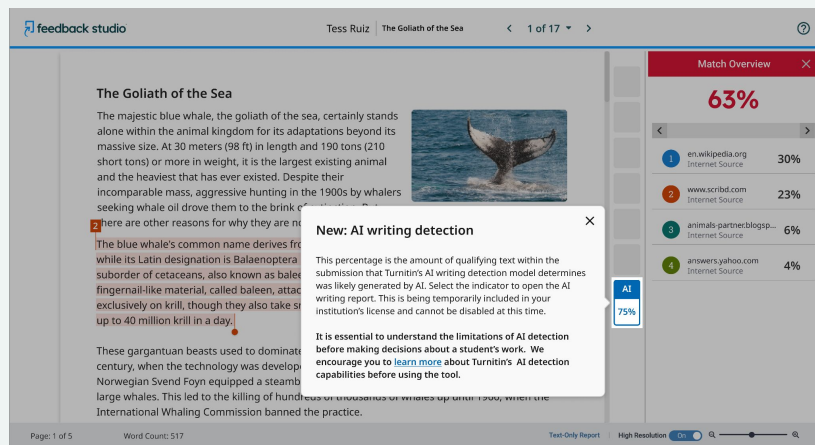 feedback studio
Tess Ruiz
The Goliath of the Sea
1 of 17
Match Overview
63%
1 en.wikipedia.org 30%
Internet Source
2 www.scribd.com 23%
Internet Source
3 animals-partner.blogsp... 6%
Internet Source
4 answers.yahoo.com 4%
Internet Source
The Goliath of the Sea
The majestic blue whale, the goliath of the sea, certainly stands
alone within the animal kingdom for its adaptations beyond its
massive size. At 30 meters (98 ft) in length and 190 tons (210
short tons) or more in weight, it is the largest existing animal
and the heaviest that has ever existed. Despite their
incomparable mass, aggressive hunting in the 1900s by whalers
seeking whale oil drove them to the brink of
there are other reasons for why they are
2
The blue whale's common name derives
while its Latin designation is Balaenoptera
suborder of cetaceans, also known as
fingernail-like material, called baleen,
exclusively on krill, though they also take
up to 40 million krill in a day.
These gargantuan beasts used to dominate
century, when the technology was
Norwegian Svend Foyn equipped a
large whales. This led to the killing of hundreds of thousands of whales up until 1966, when the
International Whaling Commission banned the practice.
New: AI writing detection
This percentage is the amount of qualifying text within the
submission that Turnitin's AI writing detection model determines
was likely generated by AI. Select the indicator to open the AI
writing report. This is being temporarily included in your
institution's license and cannot be disabled at this time.
It is essential to understand the limitations of AI detection
before making decisions about a student's work. We
encourage you to learn more about Turnitin's AI detection
capabilities before using the tool.
AI
75%
Page: 1 of 5
Word Count: 517
Text-Only Report
High Resolution
On